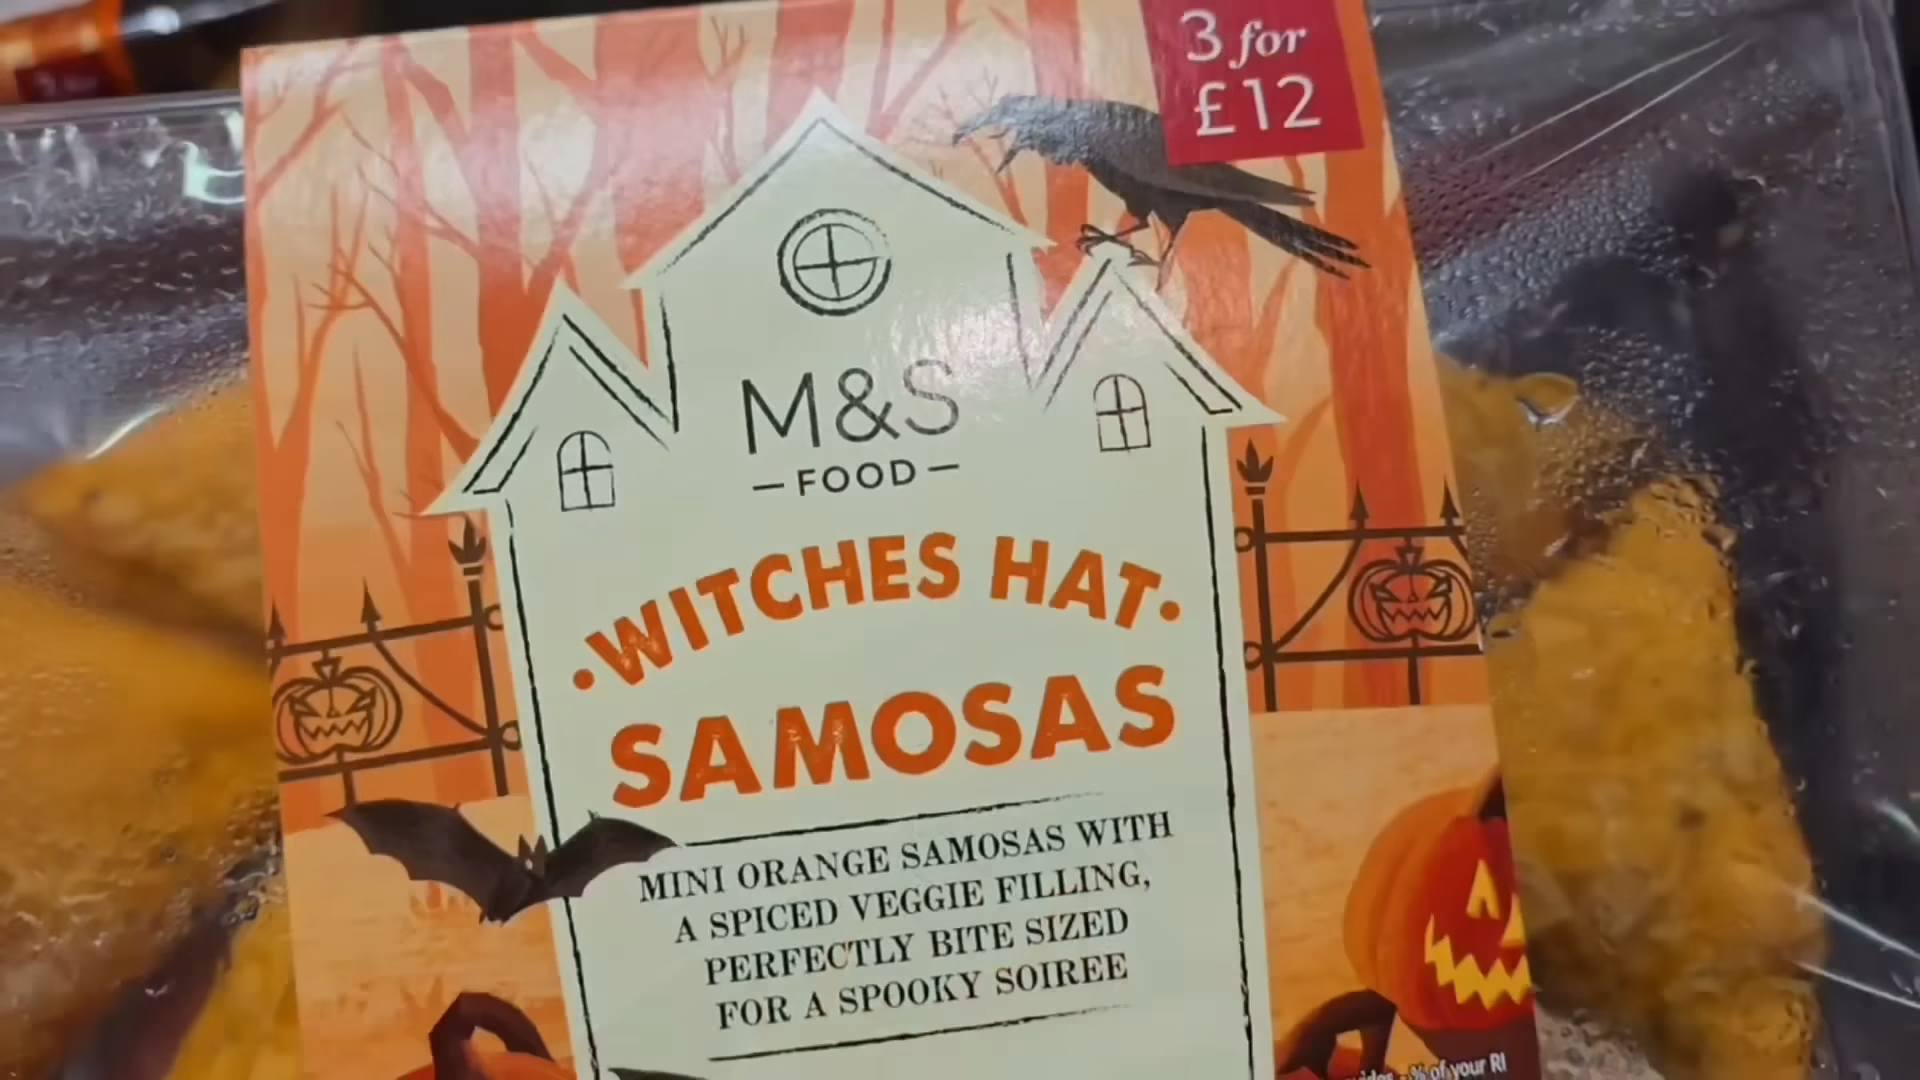 3 for
£12
M&S
FOOD
WITCHES HAT
SAMOSAS
MINI ORANGE SAMOSAS WITH
A SPICED VEGGIE FILLING,
PERFECTLY BITE SIZED
FOR A SPOOKY SOIREE
% of your RI